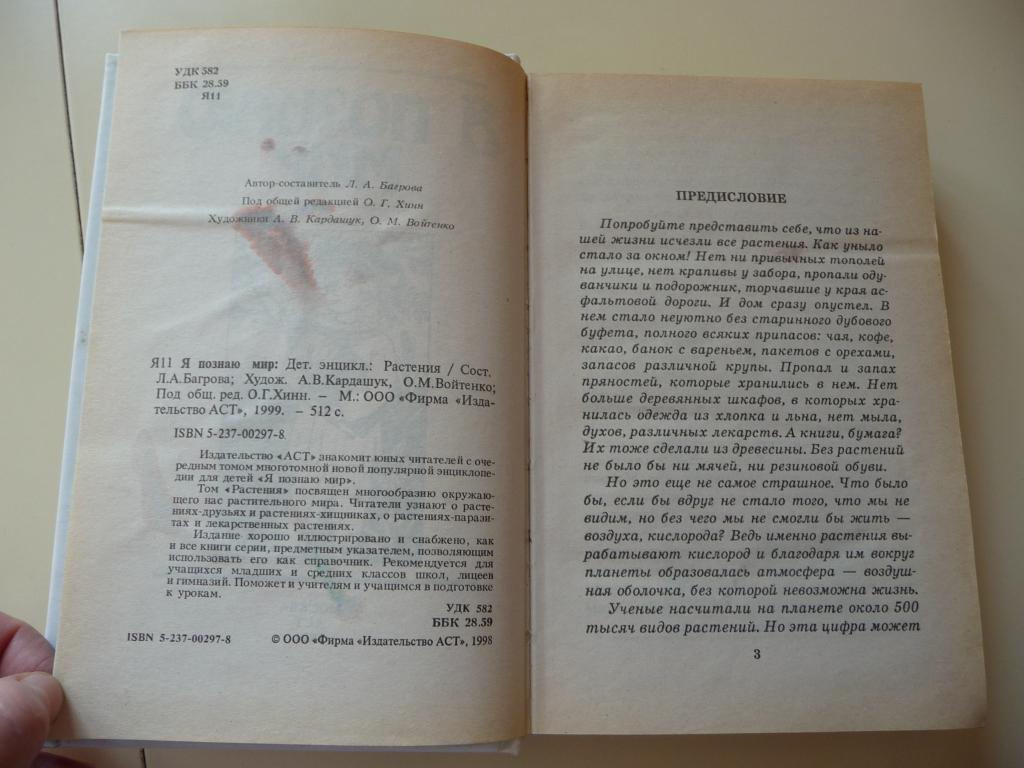 УДК 582
ББК 28.59
Я11
Автор-составитель Л. А. Багрова
Под общей редакцией О. Г. Хинн
Художники А. В. Кардашук, О. М. Войтенко
Я11 Я познаю мир: Дет. энцикл.: Растения / Сост.
Л.А.Багрова; Худож. А.В.Кардашук, О.М.Войтенко;
Под общ. ред. О.Г.Хинн. – М.: ООО «Фирма «Изда-
тельство АСТ», 1999. – 512 с.
ISBN 5-237-00297-8.
Издательство «АСТ» знакомит юных читателей с оче-
редным томом многотомной новой популярной энциклопе-
дии для детей «Я познаю мир».
Том «Растения» посвящен многообразию окружаю-
щего нас растительного мира. Читатели узнают о расте-
ниях-друзьях и растениях-хищниках, о растениях-парази-
тах и лекарственных растениях.
Издание хорошо иллюстрировано и снабжено, как
и все книги серии, предметным указателем, позволяющим
использовать его как справочник. Рекомендуется для
учащихся младших и средних классов школ, лицеев
и гимназий. Поможет и учителям и учащимся в подготовке
к урокам.
УДК 582
ББК 28.59
ISBN 5-237-00297-8
© ООО «Фирма «Издательство АСТ», 1998
ПРЕДИСЛОВИЕ
Попробуйте представить себе, что из на-
шей жизни исчезли все растения. Как уныло
стало за окном! Нет ни привычных тополей
на улице, нет крапивы у забора, пропали оду-
ванчики и подорожник, торчавшие у края ас-
фальтовой дороги. И дом сразу опустел. В
нем стало неуютно без старинного дубового
буфета, полного всяких припасов: чая, кофе,
какао, банок с вареньем, пакетов с орехами,
запасов различной крупы. Пропал и запах
пряностей, которые хранились в нем. Нет
больше деревянных шкафов, в которых хра-
нилась одежда из хлопка и льна, нет мыла,
духов, различных лекарств. А книги, бумага?
Их тоже сделали из древесины. Без растений
не было бы ни мячей, ни резиновой обуви.
Но это еще не самое страшное. Что было
бы, если бы вдруг не стало того, что мы не
видим, но без чего мы не смогли бы жить —
воздуха, кислорода? Ведь именно растения вы-
рабатывают кислород и благодаря им вокруг
планеты образовалась атмосфера — воздуш-
ная оболочка, без которой невозможна жизнь.
Ученые насчитали на планете около 500
тысяч видов растений. Но эта цифра может
3